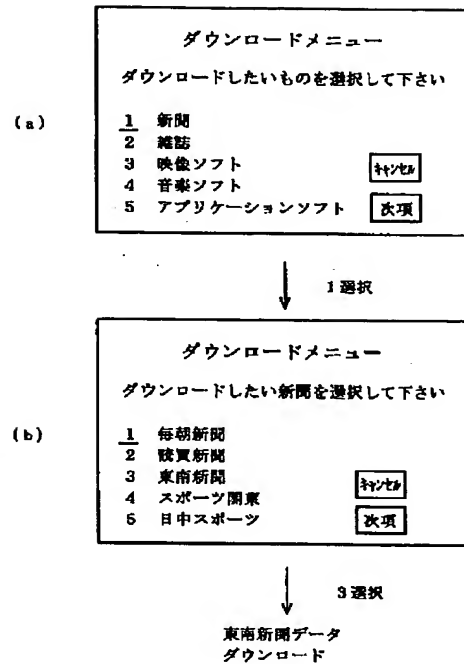 ダウンロードメニュー
ダウンロードしたいものを選択して下さい
(a)
1 新聞
2 雑誌
3 映像ソフト
キャンセル
4 音楽ソフト
5 アプリケーションソフト
次項
1選択
ダウンロードメニュー
ダウンロードしたい新聞を選択して下さい
(b)
1 毎朝新聞
2 読買新聞
3 東南新聞
キャンセル
4 スポーツ関東
5 日中スポーツ
次項
3選択
東南新聞データ
ダウンロード